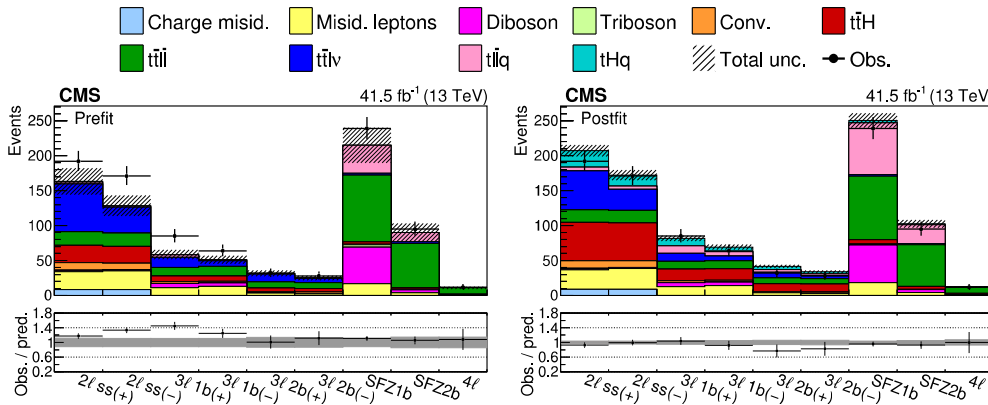 Charge misid. Misid. leptons Diboson Triboson Conv. tt̄H
tt̄ll̄ tt̄lν tll̄q tHq Total unc. Obs.
CMS 41.5 fb⁻¹ (13 TeV)
Prefit
Events
250
200
150
100
50
0
Obs. / pred.
1.8
1.4
1
0.6
0.2
2ℓ ss(+) 2ℓ ss(−) 3ℓ 1b(+) 3ℓ 1b(−) 3ℓ 2b(+) 3ℓ 2b(−) SFZ1b SFZ2b 4ℓ
CMS 41.5 fb⁻¹ (13 TeV)
Postfit
Events
250
200
150
100
50
0
Obs. / pred.
1.8
1.4
1
0.6
0.2
2ℓ ss(+) 2ℓ ss(−) 3ℓ 1b(+) 3ℓ 1b(−) 3ℓ 2b(+) 3ℓ 2b(−) SFZ1b SFZ2b 4ℓ